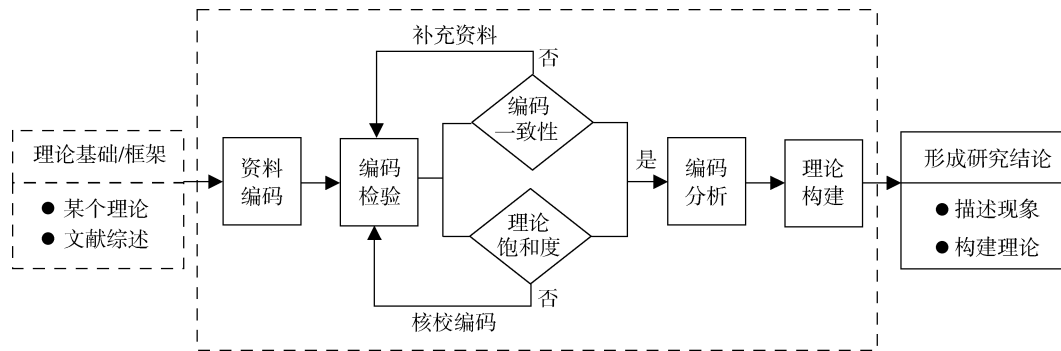 补充资料
否
编码
一致性
理论基础/框架
某个理论
文献综述
资料
编码
编码
检验
是
编码
分析
理论
构建
形成研究结论
描述现象
构建理论
理论
饱和度
否
核校编码